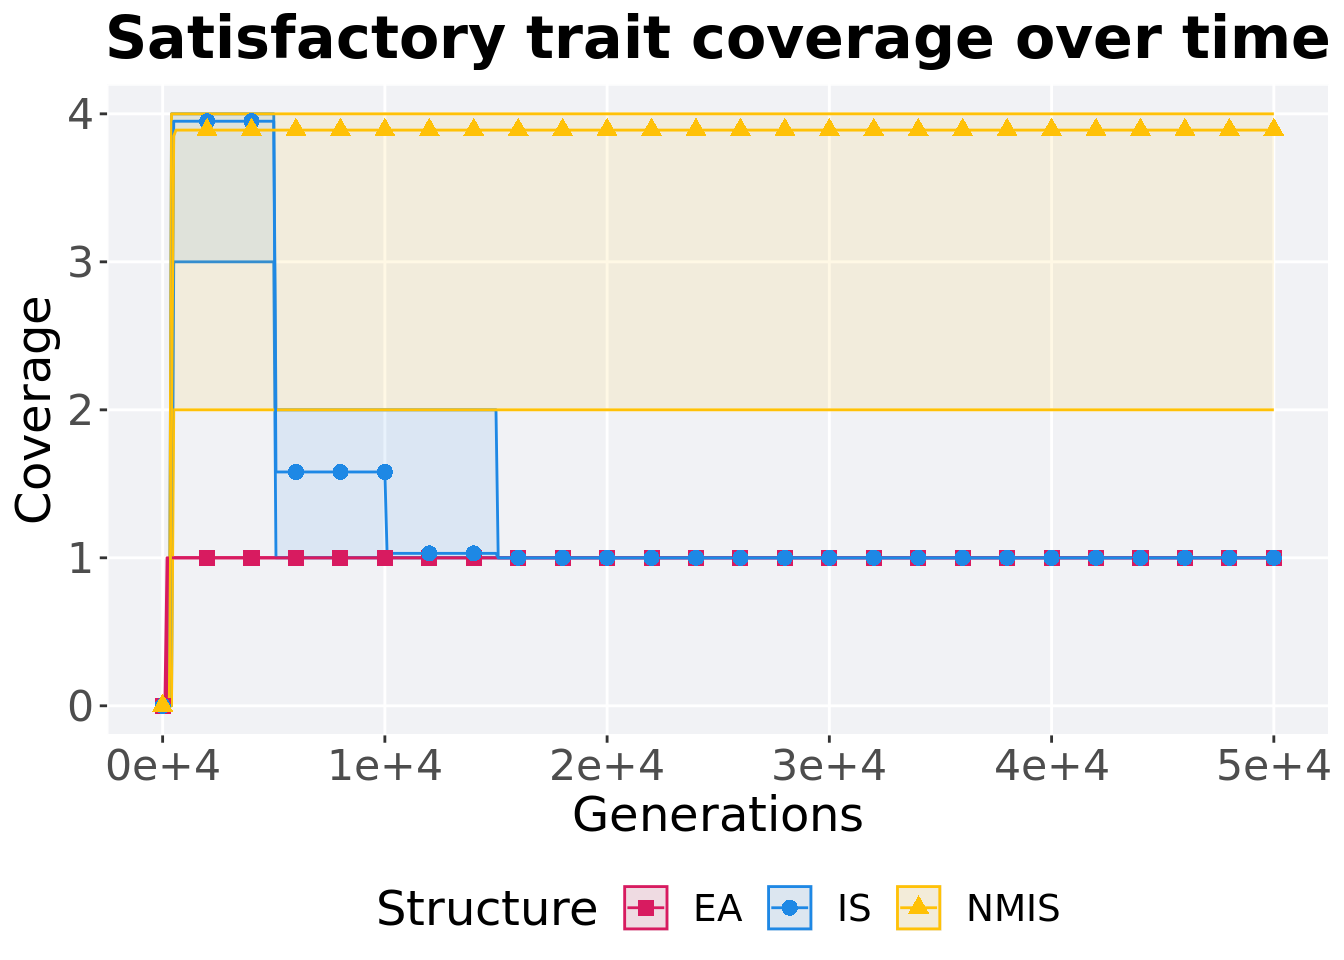 Satisfactory trait coverage over time
4
3
2
1
0
Coverage
0e+4 1e+4 2e+4 3e+4 4e+4 5e+4
Generations
Structure EA IS NMIS